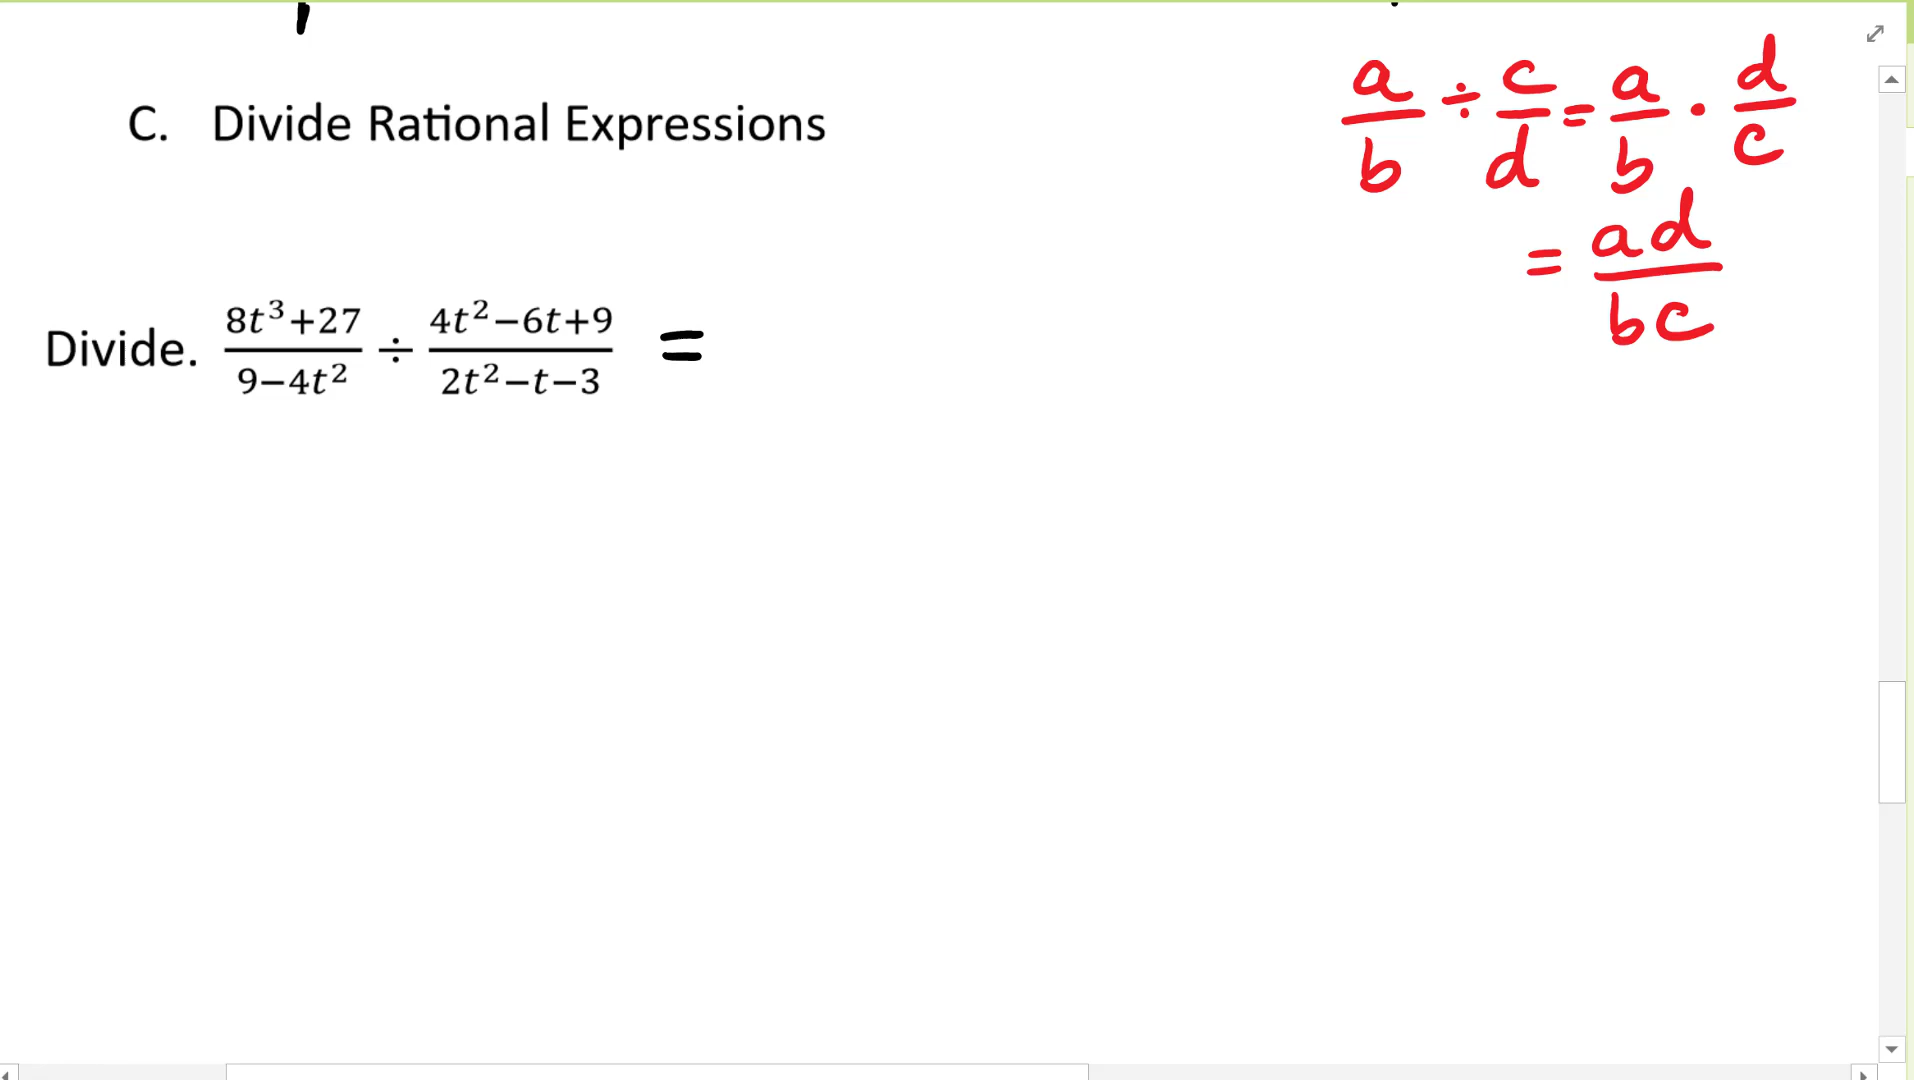 C. Divide Rational Expressions
a/b ÷ c/d = a/b · d/c
= ad/bc
Divide. 8t³+27/9−4t² ÷ 4t²−6t+9/2t²−t−3 =